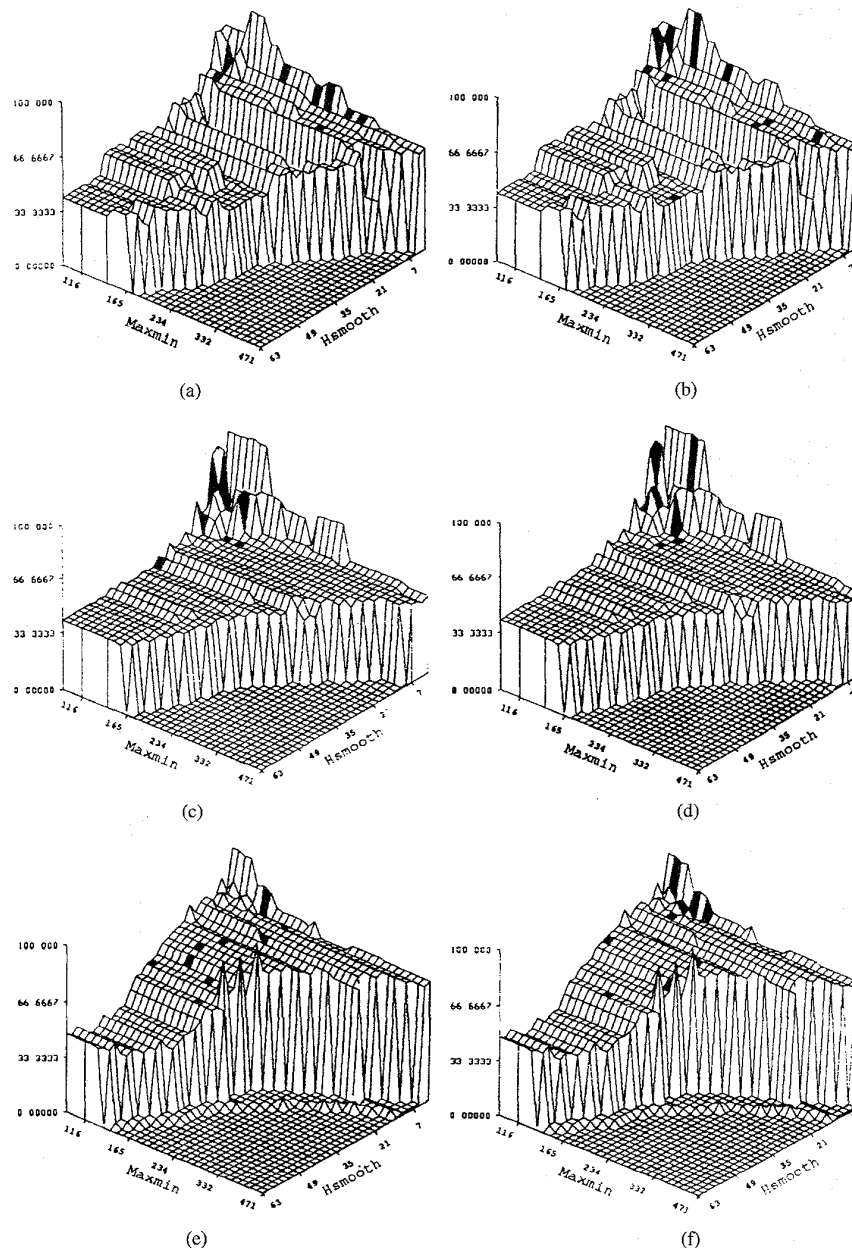 100 000 100 000
66 6667 66 6667
33 3333 33 3333
0 00000 0 00000
116 165 234 332 471 116 165 234 332 471
Maxmin Maxmin
63 49 35 21 7 63 49 35 21 7
Hsmooth Hsmooth
(a) (b)
100 000 100 000
66 6667 66 6667
33 3333 33 3333
0 00000 0 00000
116 165 234 332 471 116 165 234 332 471
Maxmin Maxmin
63 49 35 7 63 49 35 21
Hsmooth Hsmooth
(c) (d)
100 000 100 000
66 6667 66 6667
33 3333 33 3333
0 00000 0 00000
116 165 234 332 471 116 165 234 332 471
Maxmin Maxmin
63 49 35 21 7 63 49 35 21
Hsmooth Hsmooth
(e) (f)